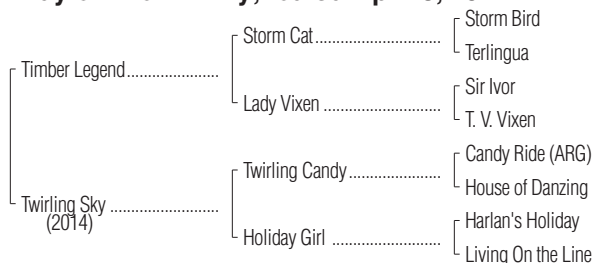 Storm Bird
Storm Cat
Terlingua
Timber Legend
Sir Ivor
Lady Vixen
T. V. Vixen
Candy Ride (ARG)
Twirling Candy
House of Danzing
Twirling Sky
(2014)
Harlan's Holiday
Holiday Girl
Living On the Line